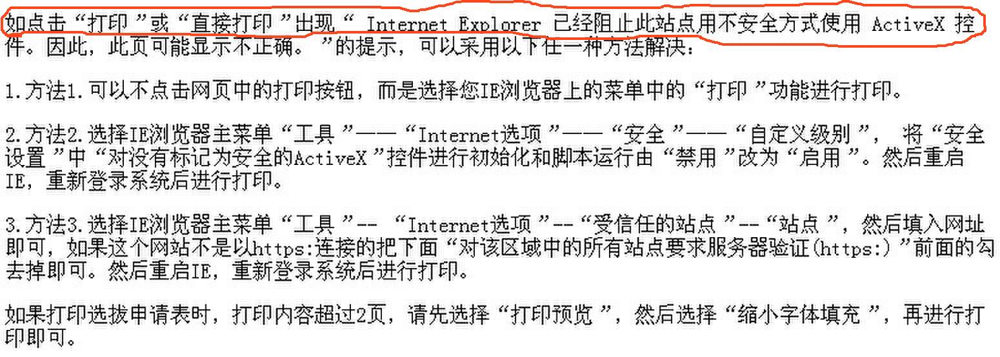 如点击“打印 ”或“直接打印 ”出现“ Internet Explorer 已经阻止此站点用不安全方式使用 ActiveX 控
件。因此，此页可能显示不正确。 ”的提示，可以采用以下任一种方法解决：
1.方法1.可以不点击网页中的打印按钮，而是选择您IE浏览器上的菜单中的“打印 ”功能进行打印。
2.方法2.选择IE浏览器主菜单“工具 ”——“Internet选项 ”——“安全 ”——“自定义级别 ”， 将“安全
设置 ”中“对没有标记为安全的ActiveX ”控件进行初始化和脚本运行由“禁用 ”改为“启用 ”。然后重启
IE，重新登录系统后进行打印。
3.方法3.选择IE浏览器主菜单“工具 ”-- “Internet选项 ”--“受信任的站点 ”--“站点 ”，然后填入网址
即可，如果这个网站不是以https:连接的把下面“对该区域中的所有站点要求服务器验证(https:) ”前面的勾
去掉即可。然后重启IE，重新登录系统后进行打印。
如果打印选拔申请表时，打印内容超过2页，请先选择“打印预览 ”，然后选择“缩小字体填充 ”，再进行打
印即可。